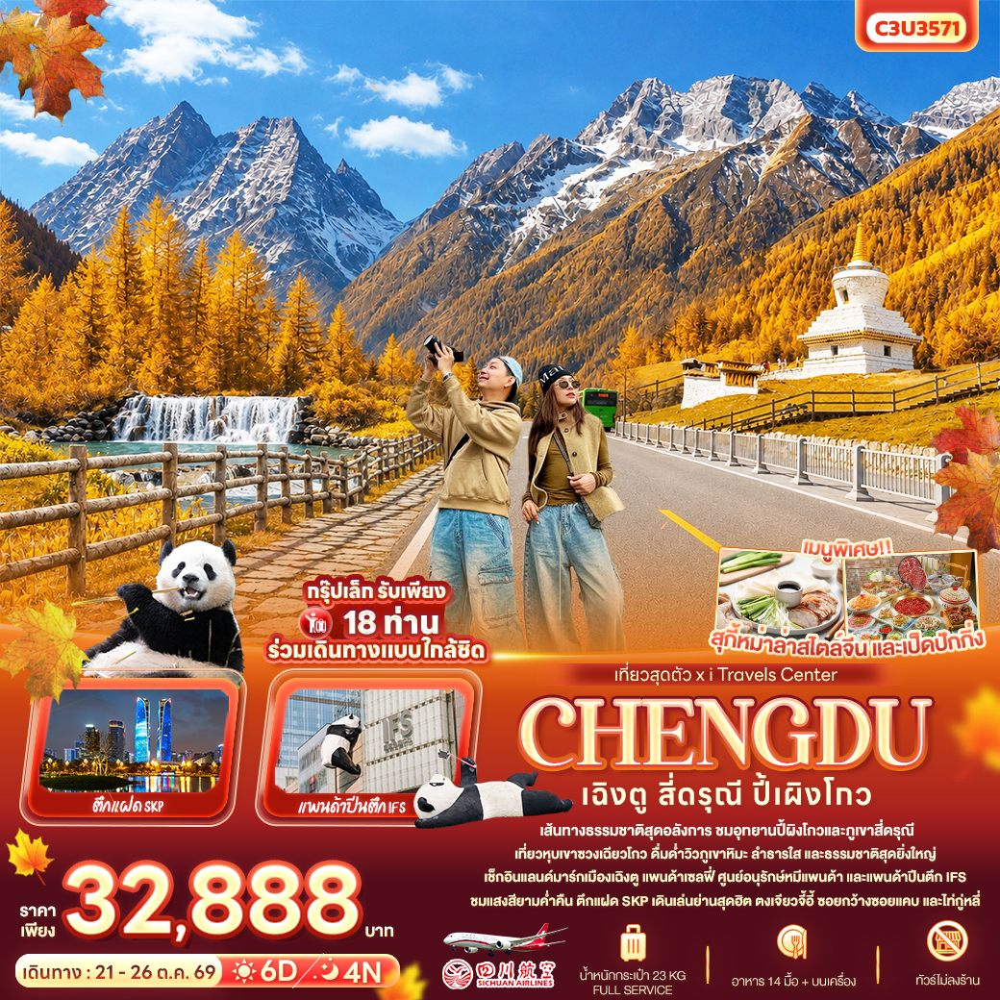 C3U3571
Mai
IFS
เมนูพิเศษ!!
สุกี้หม่าล่าสไตล์จีน และเป็ดปักกิ่ง
กรุ๊ปเล็ก รับเพียง
18 ท่าน
ร่วมเดินทางแบบใกล้ชิด
ตึกแฝด SKP
แพนด้าปีนตึก IFS
เที่ยวสุดตัว x i Travels Center
CHENGDU
เฉิงตู สี่ดรุณี ปี้เผิงโกว
เส้นทางธรรมชาติสุดอลังการ ชมอุทยานปี้ผิงโกวและภูเขาสี่ดรุณี
เที่ยวหุบเขาซวงเฉียวโกว ดื่มด่ำวิวภูเขาหิมะ ลำธารใส และธรรมชาติสุดยิ่งใหญ่
เช็กอินแลนด์มาร์กเมืองเฉิงตู แพนด้าเซลฟี่ ศูนย์อนุรักษ์หมีแพนด้า และแพนด้าปีนตึก IFS
ชมแสงสียามค่ำคืน ตึกแฝด SKP เดินเล่นย่านสุดฮิต ตงเจียวจี้อี้ ซอยกว้างซอยแคบ และไท่กู่หลี่
ราคา
เพียง
32,888
บาท
เดินทาง : 21 - 26 ต.ค. 69
6D / 4N
四川航空
SICHUAN AIRLINES
น้ำหนักกระเป๋า 23 KG
FULL SERVICE
อาหาร 14 มื้อ + บนเครื่อง
ทัวร์ไม่ลงร้าน